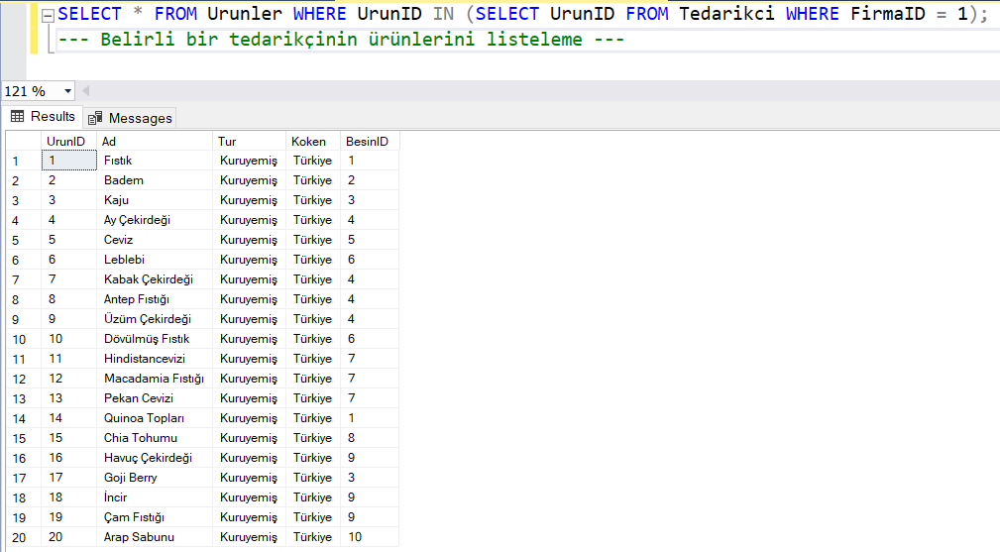 SELECT * FROM Urunler WHERE UrunID IN (SELECT UrunID FROM Tedarikci WHERE FirmaID = 1);
--- Belirli bir tedarikçinin ürünlerini listeleme ---
121 %
Results Messages
UrunID Ad Tur Koken BesinID
1 1 Fıstık Kuruyemiş Türkiye 1
2 2 Badem Kuruyemiş Türkiye 2
3 3 Kaju Kuruyemiş Türkiye 3
4 4 Ay Çekirdeği Kuruyemiş Türkiye 4
5 5 Ceviz Kuruyemiş Türkiye 5
6 6 Leblebi Kuruyemiş Türkiye 6
7 7 Kabak Çekirdeği Kuruyemiş Türkiye 4
8 8 Antep Fıstığı Kuruyemiş Türkiye 4
9 9 Üzüm Çekirdeği Kuruyemiş Türkiye 4
10 10 Dövülmüş Fıstık Kuruyemiş Türkiye 6
11 11 Hindistancevizi Kuruyemiş Türkiye 7
12 12 Macadamia Fıstığı Kuruyemiş Türkiye 7
13 13 Pekan Cevizi Kuruyemiş Türkiye 7
14 14 Quinoa Topları Kuruyemiş Türkiye 1
15 15 Chia Tohumu Kuruyemiş Türkiye 8
16 16 Havuç Çekirdeği Kuruyemiş Türkiye 9
17 17 Goji Berry Kuruyemiş Türkiye 3
18 18 İncir Kuruyemiş Türkiye 9
19 19 Çam Fıstığı Kuruyemiş Türkiye 9
20 20 Arap Sabunu Kuruyemiş Türkiye 10